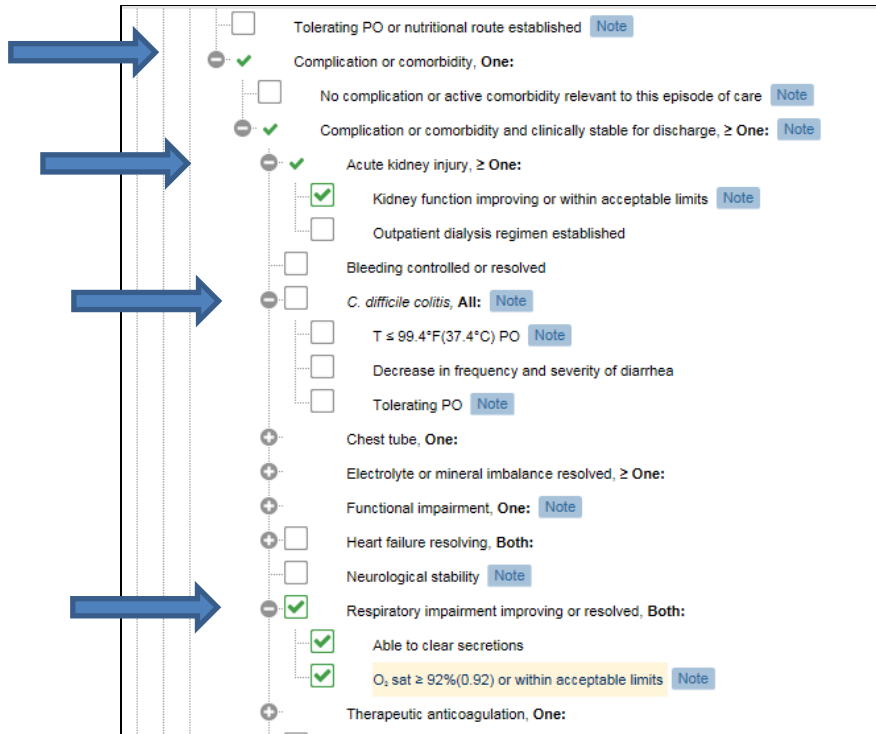 Tolerating PO or nutritional route established Note
Complication or comorbidity, One:
No complication or active comorbidity relevant to this episode of care Note
Complication or comorbidity and clinically stable for discharge, ≥ One: Note
Acute kidney injury, ≥ One:
Kidney function improving or within acceptable limits Note
Outpatient dialysis regimen established
Bleeding controlled or resolved
C. difficile colitis, All: Note
T ≤ 99.4°F(37.4°C) PO Note
Decrease in frequency and severity of diarrhea
Tolerating PO Note
Chest tube, One:
Electrolyte or mineral imbalance resolved, ≥ One:
Functional impairment, One: Note
Heart failure resolving, Both:
Neurological stability Note
Respiratory impairment improving or resolved, Both:
Able to clear secretions
O₂ sat ≥ 92%(0.92) or within acceptable limits Note
Therapeutic anticoagulation, One: